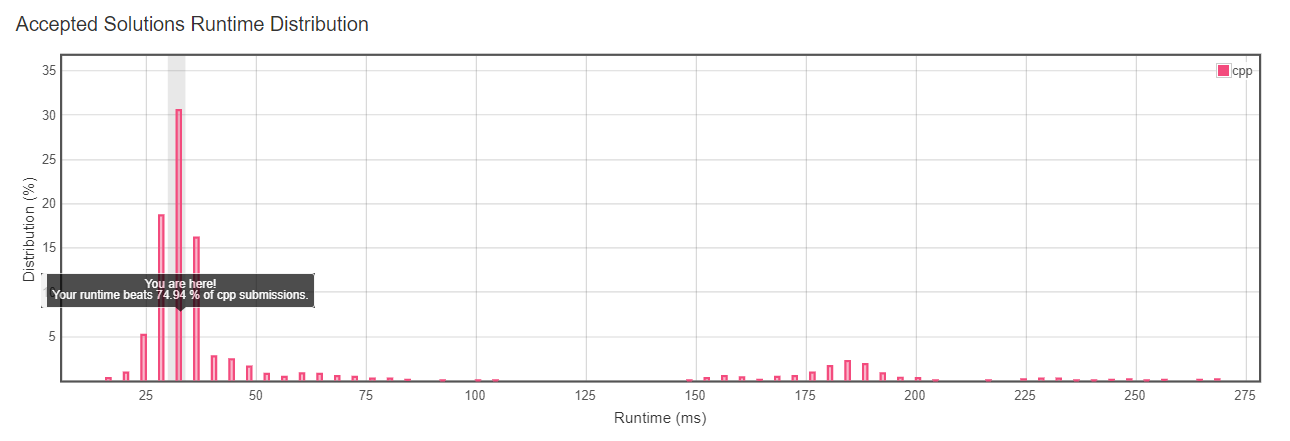 Accepted Solutions Runtime Distribution
cpp
35
30
25
20
15
5
Distribution (%)
You are here!
Your runtime beats 74.94 % of cpp submissions.
25
50
75
100
125
150
175
200
225
250
275
Runtime (ms)